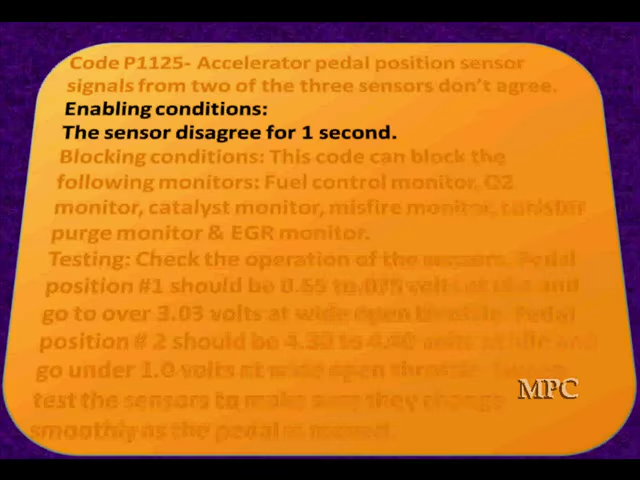 Code P1125- Accelerator pedal position sensor
signals from two of the three sensors don't agree.
Enabling conditions:
The sensor disagree for 1 second.
Blocking conditions: This code can block the
following monitors: Fuel control monitor, O2
monitor, catalyst monitor, misfire monitor, canister
purge monitor & EGR monitor.
Testing: Check the operation of the sensors. Pedal
position #1 should be 0.55 to .075 volts at idle and
go to over 3.03 volts at wide open throttle. Pedal
position # 2 should be 4.30 to 4.40 volts at idle and
go under 1.0 volts at wide open throttle.
test the sensors to make sure they change
smoothly as the pedal is moved.
MPC